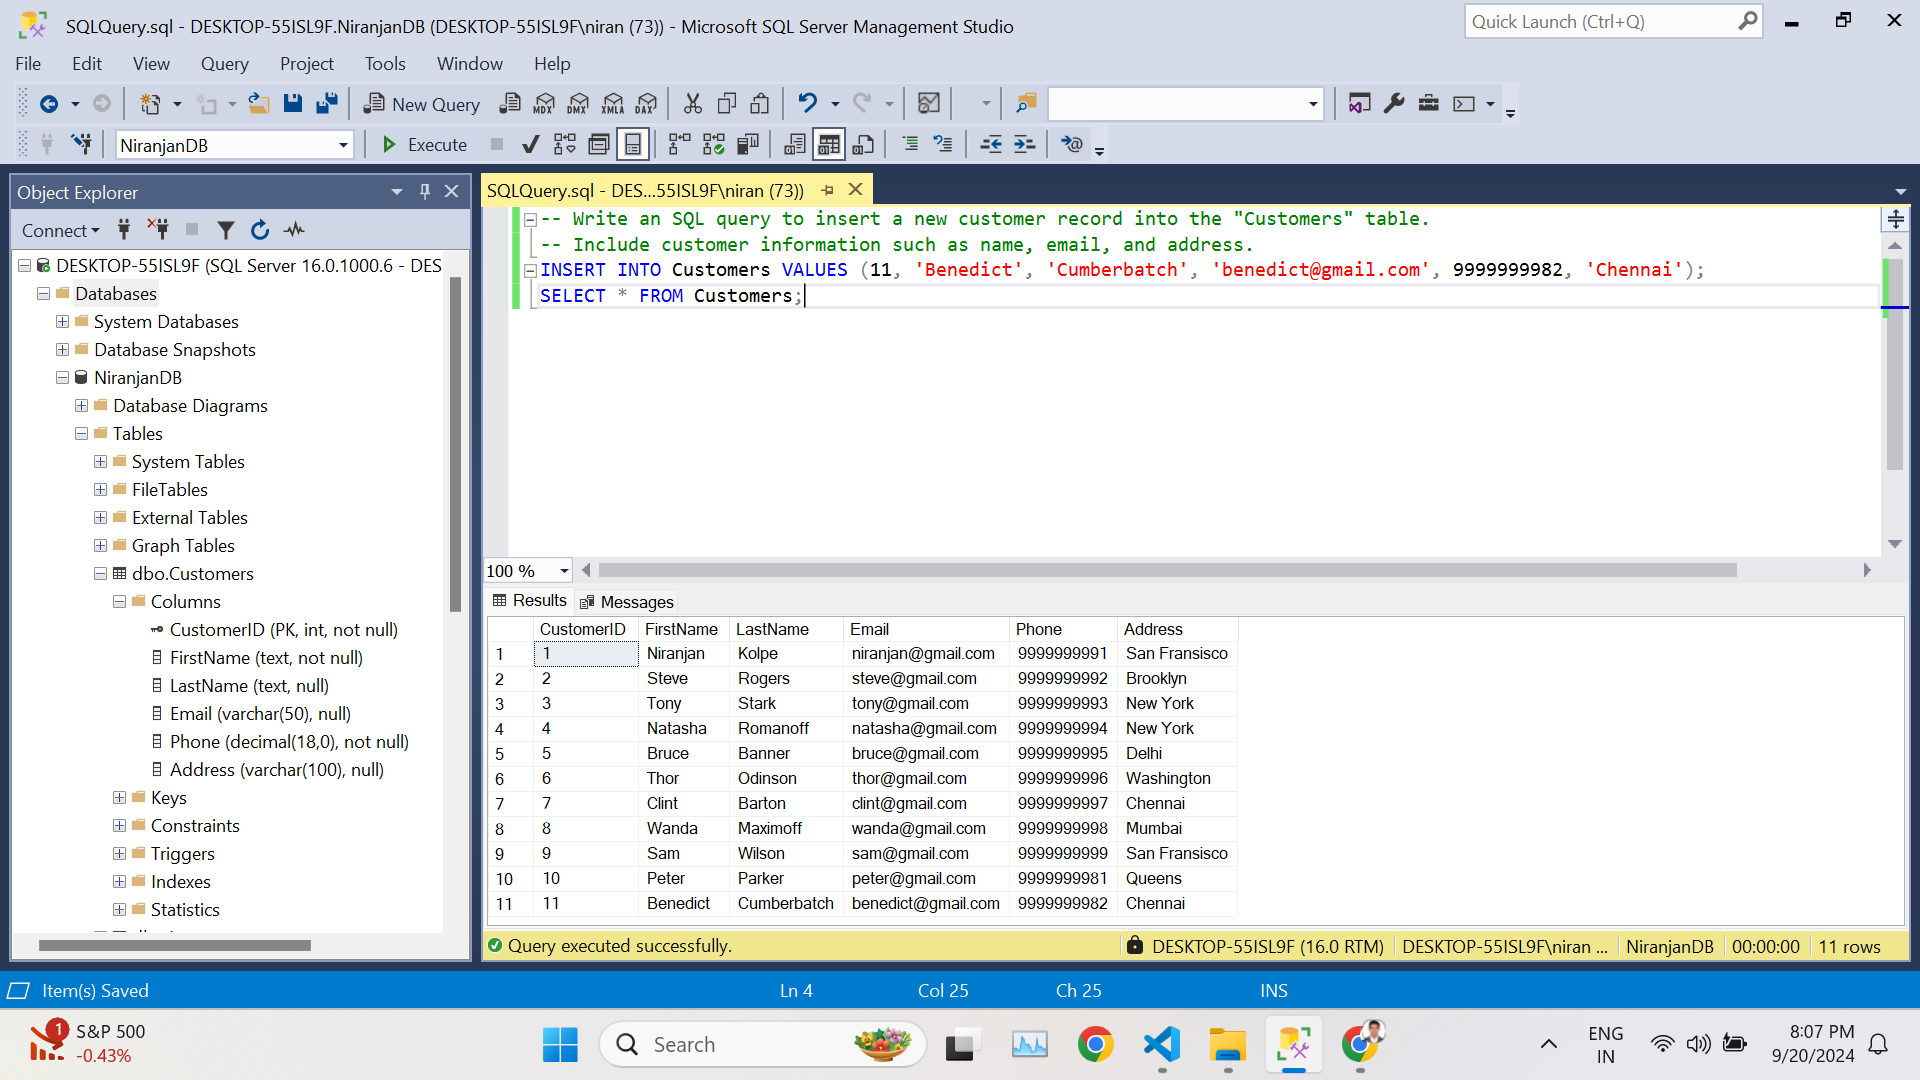 SQLQuery.sql - DESKTOP-55ISL9F.NiranjanDB (DESKTOP-55ISL9F\niran (73)) - Microsoft SQL Server Management Studio
Quick Launch (Ctrl+Q)
File Edit View Query Project Tools Window Help
New Query MDX DMX XMLA DAX
NiranjanDB Execute
Object Explorer
Connect
DESKTOP-55ISL9F (SQL Server 16.0.1000.6 - DES
Databases
System Databases
Database Snapshots
NiranjanDB
Database Diagrams
Tables
System Tables
FileTables
External Tables
Graph Tables
dbo.Customers
Columns
CustomerID (PK, int, not null)
FirstName (text, not null)
LastName (text, null)
Email (varchar(50), null)
Phone (decimal(18,0), not null)
Address (varchar(100), null)
Keys
Constraints
Triggers
Indexes
Statistics
SQLQuery.sql - DES...55ISL9F\niran (73))
-- Write an SQL query to insert a new customer record into the "Customers" table.
-- Include customer information such as name, email, and address.
INSERT INTO Customers VALUES (11, 'Benedict', 'Cumberbatch', 'benedict@gmail.com', 9999999982, 'Chennai');
SELECT * FROM Customers;
100 %
Results Messages
CustomerID FirstName LastName Email Phone Address
1 1 Niranjan Kolpe niranjan@gmail.com 9999999991 San Fransisco
2 2 Steve Rogers steve@gmail.com 9999999992 Brooklyn
3 3 Tony Stark tony@gmail.com 9999999993 New York
4 4 Natasha Romanoff natasha@gmail.com 9999999994 New York
5 5 Bruce Banner bruce@gmail.com 9999999995 Delhi
6 6 Thor Odinson thor@gmail.com 9999999996 Washington
7 7 Clint Barton clint@gmail.com 9999999997 Chennai
8 8 Wanda Maximoff wanda@gmail.com 9999999998 Mumbai
9 9 Sam Wilson sam@gmail.com 9999999999 San Fransisco
10 10 Peter Parker peter@gmail.com 9999999981 Queens
11 11 Benedict Cumberbatch benedict@gmail.com 9999999982 Chennai
Query executed successfully. DESKTOP-55ISL9F (16.0 RTM) DESKTOP-55ISL9F\niran ... NiranjanDB 00:00:00 11 rows
Item(s) Saved Ln 4 Col 25 Ch 25 INS
1 S&P 500
-0.43%
Search
ENG
IN
8:07 PM
9/20/2024